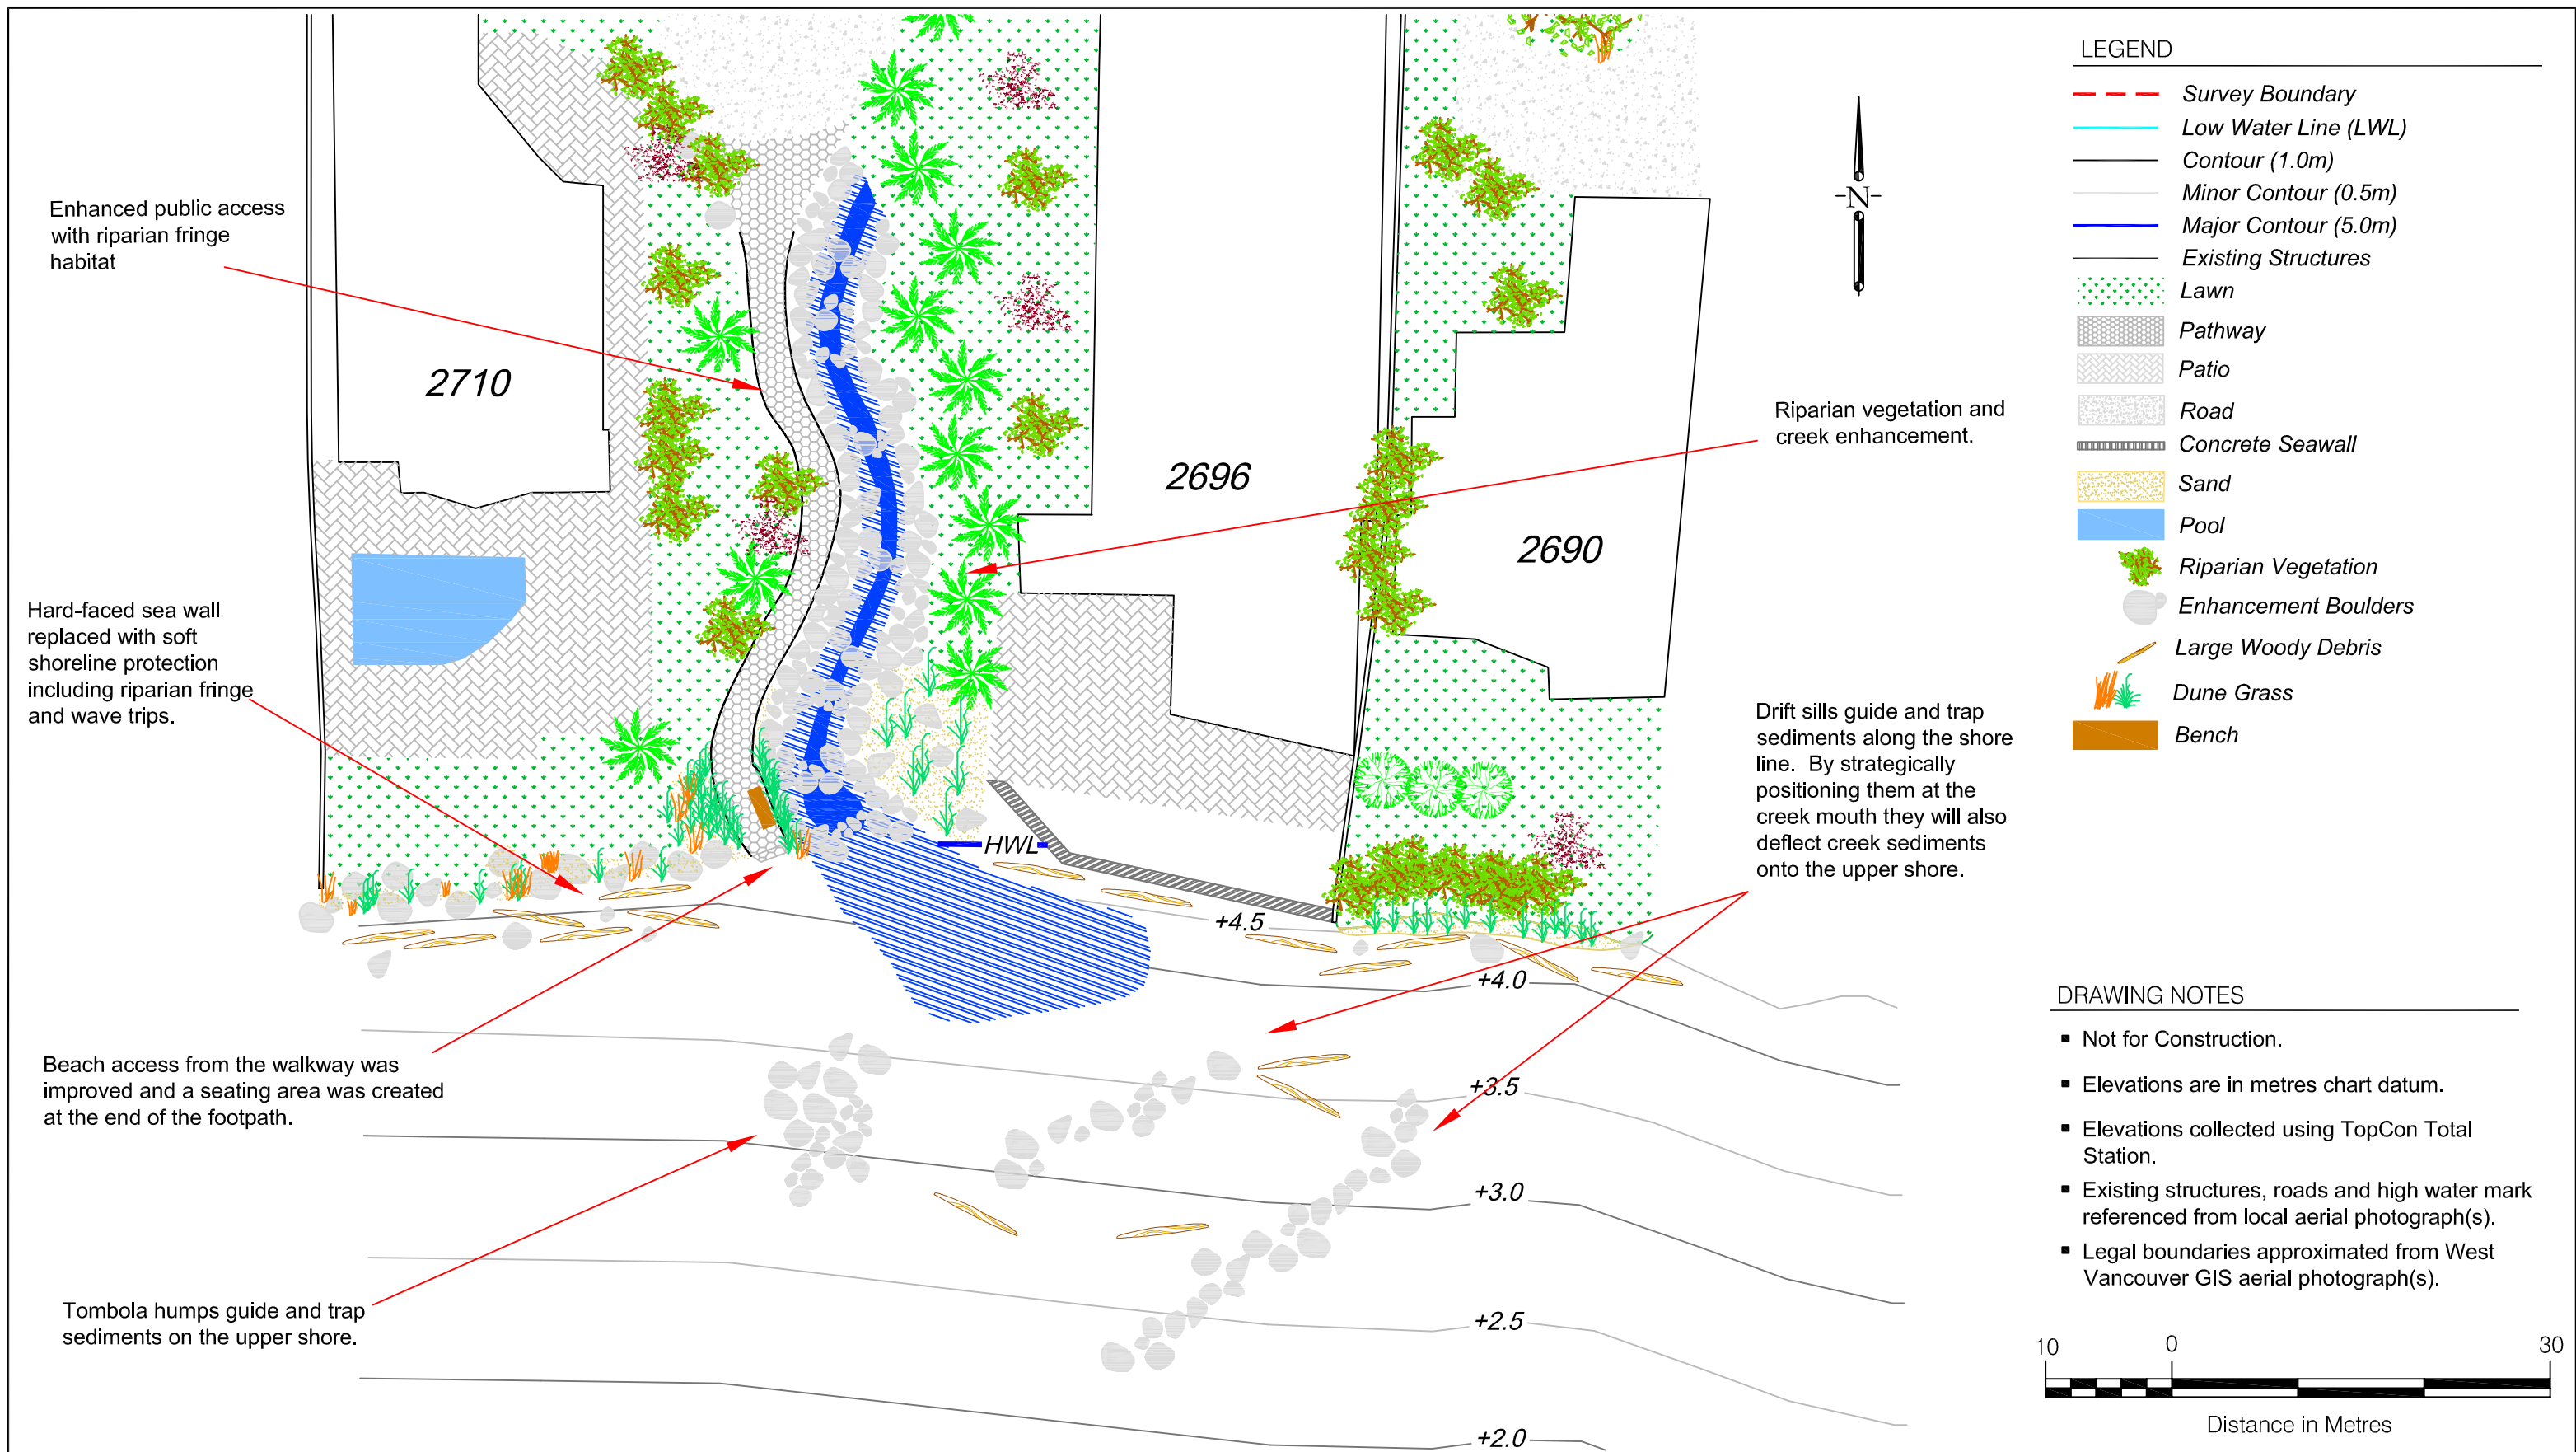 Enhanced public access
with riparian fringe
habitat
2710
Hard-faced sea wall
replaced with soft
shoreline protection
including riparian fringe
and wave trips.
Beach access from the walkway was
improved and a seating area was created
at the end of the footpath.
Tombola humps guide and trap
sediments on the upper shore.
2696
2690
HWL
+4.5
+4.0
+3.5
+3.0
+2.5
+2.0
-N-
Riparian vegetation and
creek enhancement.
Drift sills guide and trap
sediments along the shore
line. By strategically
positioning them at the
creek mouth they will also
deflect creek sediments
onto the upper shore.
LEGEND
Survey Boundary
Low Water Line (LWL)
Contour (1.0m)
Minor Contour (0.5m)
Major Contour (5.0m)
Existing Structures
Lawn
Pathway
Patio
Road
Concrete Seawall
Sand
Pool
Riparian Vegetation
Enhancement Boulders
Large Woody Debris
Dune Grass
Bench
DRAWING NOTES
▪ Not for Construction.
▪ Elevations are in metres chart datum.
▪ Elevations collected using TopCon Total
Station.
▪ Existing structures, roads and high water mark
referenced from local aerial photograph(s).
▪ Legal boundaries approximated from West
Vancouver GIS aerial photograph(s).
10 0 30
Distance in Metres